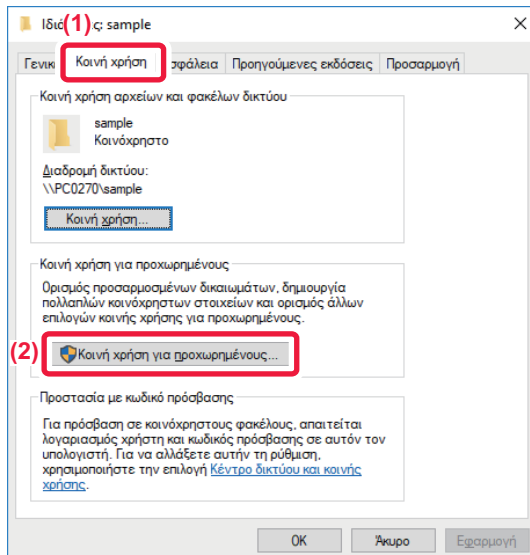 (1)
Ιδιό ς: sample
Γενικ Κοινή χρήση σφάλεια Προηγούμενες εκδόσεις Προσαρμογή
Κοινή χρήση αρχείων και φακέλων δικτύου
sample
Κοινόχρηστο
Διαδρομή δικτύου:
\\PC0270\sample
Κοινή χρήση...
Κοινή χρήση για προχωρημένους
Ορισμός προσαρμοσμένων δικαιωμάτων, δημιουργία
πολλαπλών κοινόχρηστων στοιχείων και ορισμός άλλων
επιλογών κοινής χρήσης για προχωρημένους.
(2)
Κοινή χρήση για προχωρημένους...
Προστασία με κωδικό πρόσβασης
Για πρόσβαση σε κοινόχρηστους φακέλους, απαιτείται
λογαριασμός χρήστη και κωδικός πρόσβασης σε αυτόν τον
υπολογιστή. Για να αλλάξετε αυτήν τη ρύθμιση,
χρησιμοποιήστε την επιλογή Κέντρο δικτύου και κοινής
χρήσης.
OK Άκυρο Εφαρμογή